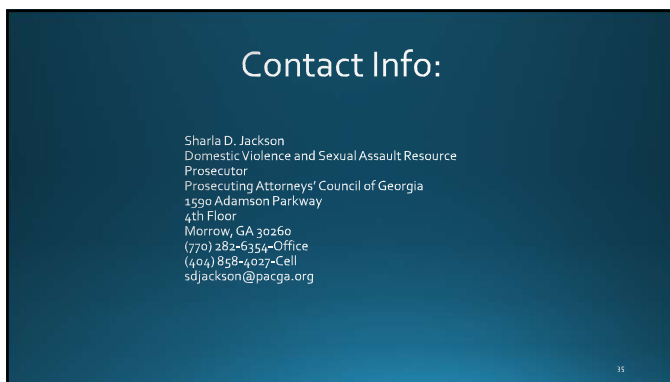 Contact Info:
Sharla D. Jackson
Domestic Violence and Sexual Assault Resource
Prosecutor
Prosecuting Attorneys' Council of Georgia
1590 Adamson Parkway
4th Floor
Morrow, GA 30260
(770) 282-6354-Office
(404) 858-4027-Cell
sdjackson@pacga.org
35